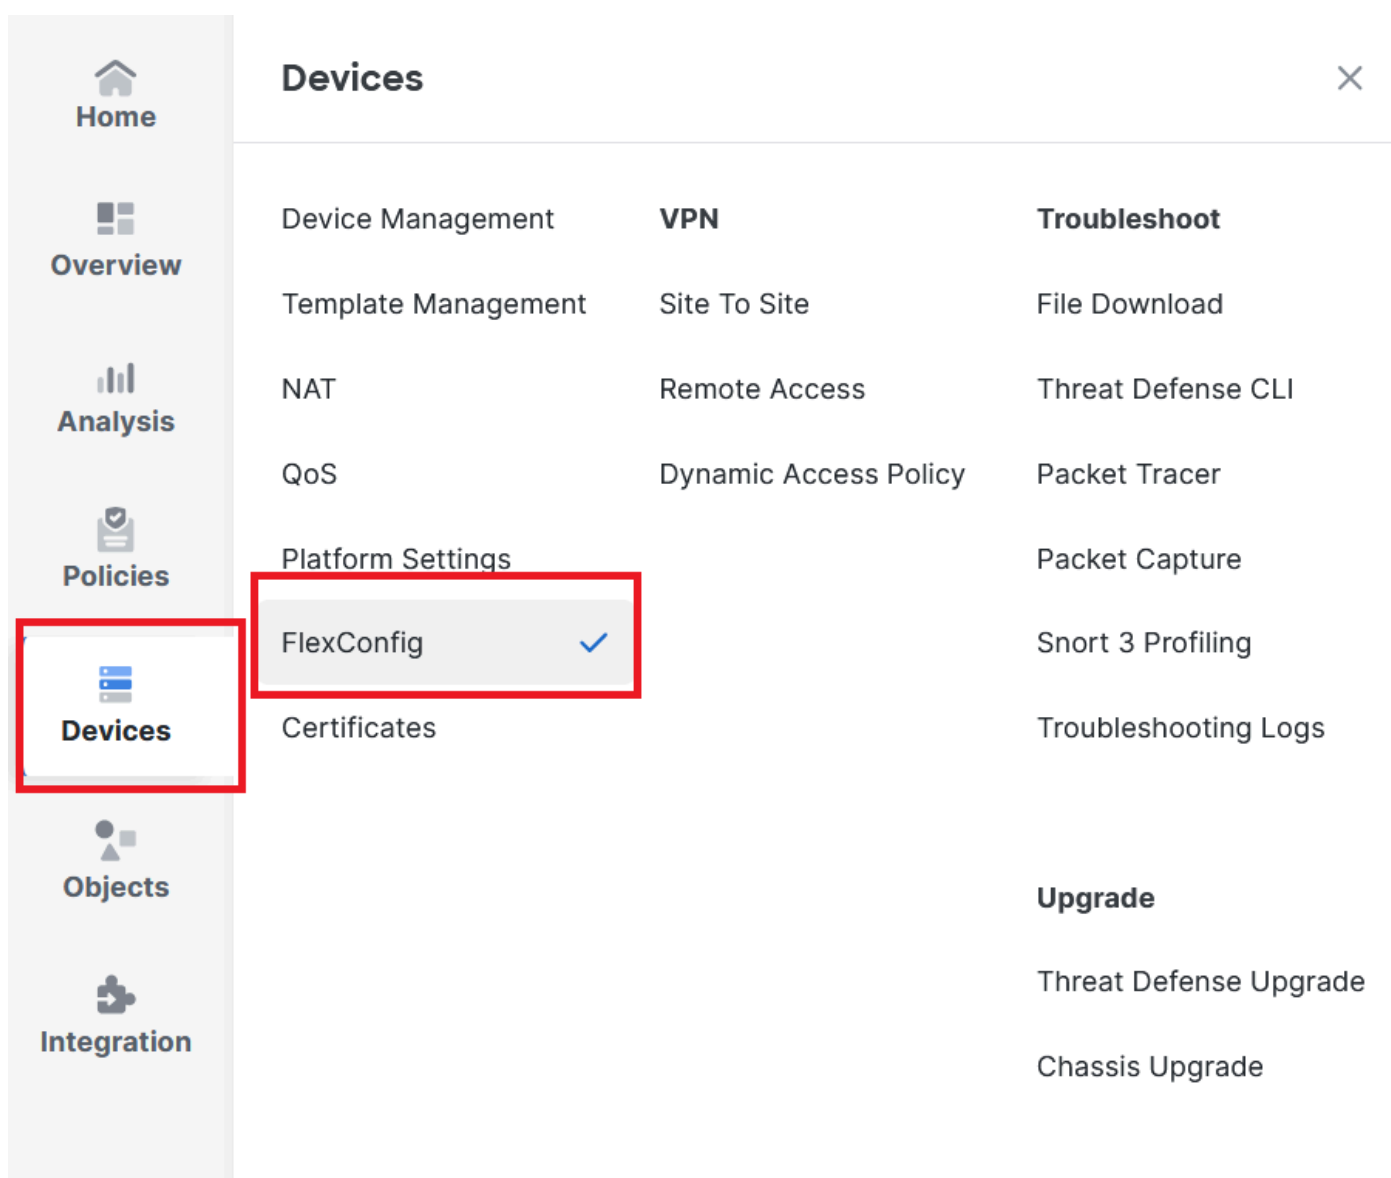 Home
Overview
Analysis
Policies
Devices
Objects
Integration
Devices
Device Management
Template Management
NAT
QoS
Platform Settings
FlexConfig
Certificates
VPN
Site To Site
Remote Access
Dynamic Access Policy
Troubleshoot
File Download
Threat Defense CLI
Packet Tracer
Packet Capture
Snort 3 Profiling
Troubleshooting Logs
Upgrade
Threat Defense Upgrade
Chassis Upgrade